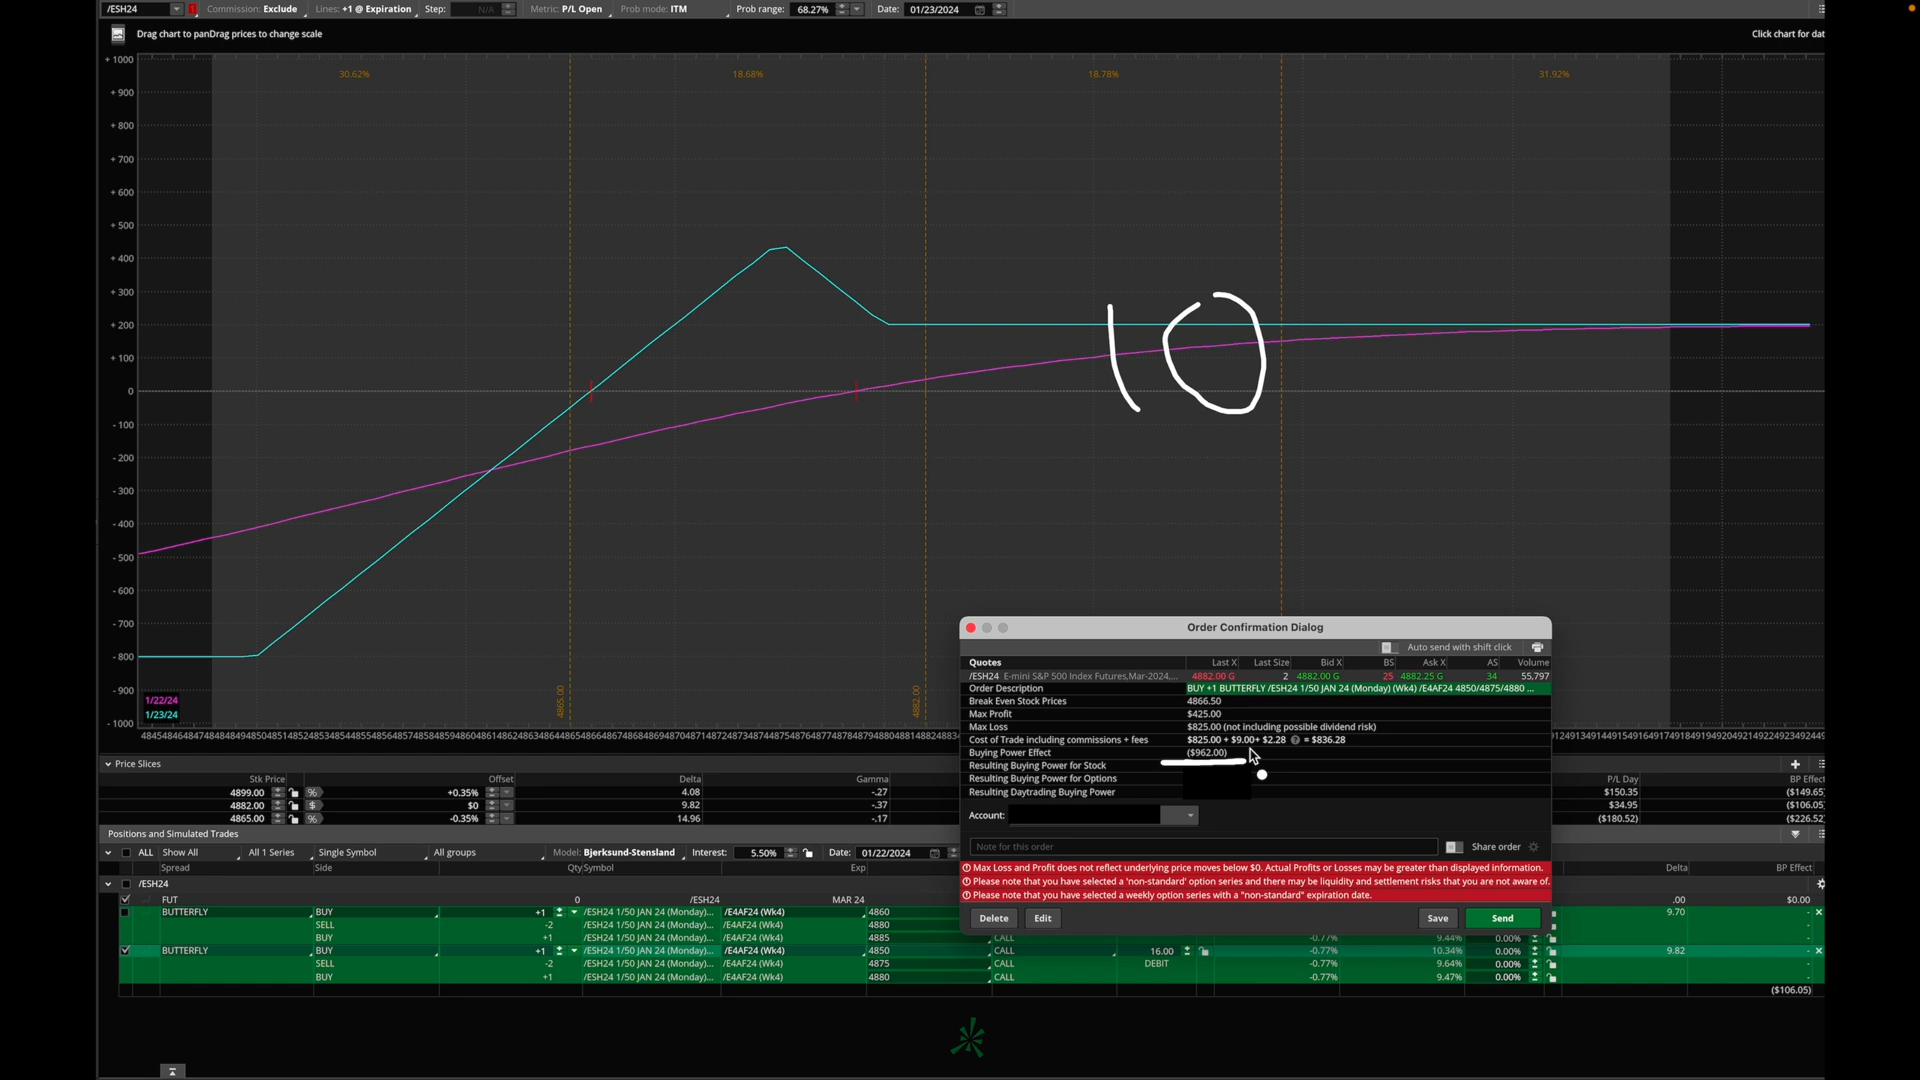 /ESH24 Commission: Exclude Lines: +1 @ Expiration Step: N/A Metric: P/L Open Prob mode: ITM Prob range: 68.27% Date: 01/23/2024
Drag chart to panDrag prices to change scale Click chart for dat
30.62% 18.68% 18.78% 31.92%
+ 1000
+ 900
+ 800
+ 700
+ 600
+ 500
+ 400
+ 300
+ 200
+ 100
0
- 100
- 200
- 300
- 400
- 500
- 600
- 700
- 800
- 900
- 1000
10
4865.00
4882.00
1/22/24
1/23/24
Order Confirmation Dialog
Auto send with shift click
Quotes Last X Last Size Bid X BS Ask X AS Volume
/ESH24 E-mini S&P 500 Index Futures,Mar-2024,... 4882.00 G 2 4882.00 G 25 4882.25 G 34 55,797
Order Description BUY +1 BUTTERFLY /ESH24 1/50 JAN 24 (Monday) (Wk4) /E4AF24 4850/4875/4880 ...
Break Even Stock Prices 4866.50
Max Profit $425.00
Max Loss $825.00 (not including possible dividend risk)
Cost of Trade including commissions + fees $825.00 + $9.00+ $2.28 = $836.28
Buying Power Effect ($962.00)
Resulting Buying Power for Stock
Resulting Buying Power for Options
Resulting Daytrading Buying Power
Account:
Note for this order Share order
Max Loss and Profit does not reflect underlying price moves below $0. Actual Profits or Losses may be greater than displayed information.
Please note that you have selected a 'non-standard' option series and there may be liquidity and settlement risks that you are not aware of.
Please note that you have selected a weekly option series with a "non-standard" expiration date.
Delete Edit Save Send
Price Slices
Stk Price Offset Delta Gamma P/L Day BP Effect
4899.00 % +0.35% 4.08 -.27 $150.35 ($149.65)
4882.00 $ $0 9.82 -.37 $34.95 ($106.05)
4865.00 % -0.35% 14.96 -.17 ($180.52) ($226.52)
Positions and Simulated Trades
ALL Show All All 1 Series Single Symbol All groups Model: Bjerksund-Stensland Interest: 5.50% Date: 01/22/2024
Spread Side Qty Symbol Exp Delta BP Effect
/ESH24
FUT 0 /ESH24 MAR 24 .00 $0.00
BUTTERFLY BUY +1 /ESH24 1/50 JAN 24 (Monday)... /E4AF24 (Wk4) 4860 9.70
SELL -2 /ESH24 1/50 JAN 24 (Monday)... /E4AF24 (Wk4) 4880
BUY +1 /ESH24 1/50 JAN 24 (Monday)... /E4AF24 (Wk4) 4885 CALL -0.77% 9.44% 0.00%
BUTTERFLY BUY +1 /ESH24 1/50 JAN 24 (Monday)... /E4AF24 (Wk4) 4850 CALL 16.00 -0.77% 10.34% 0.00% 9.82
SELL -2 /ESH24 1/50 JAN 24 (Monday)... /E4AF24 (Wk4) 4875 CALL DEBIT -0.77% 9.64% 0.00%
BUY +1 /ESH24 1/50 JAN 24 (Monday)... /E4AF24 (Wk4) 4880 CALL -0.77% 9.47% 0.00%
($106.05)